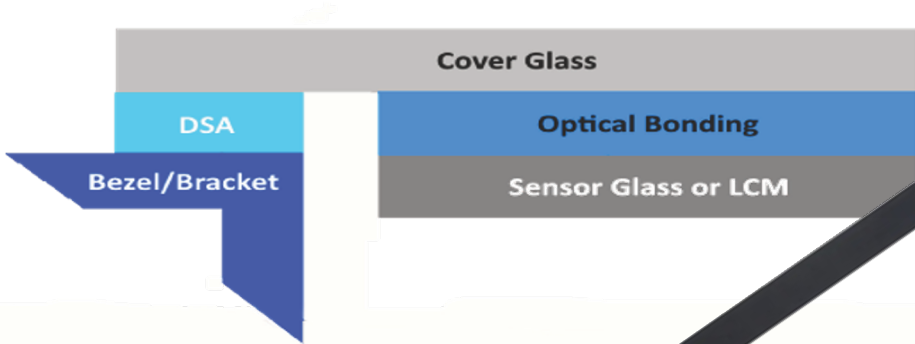 Cover Glass
DSA
Optical Bonding
Bezel/Bracket
Sensor Glass or LCM